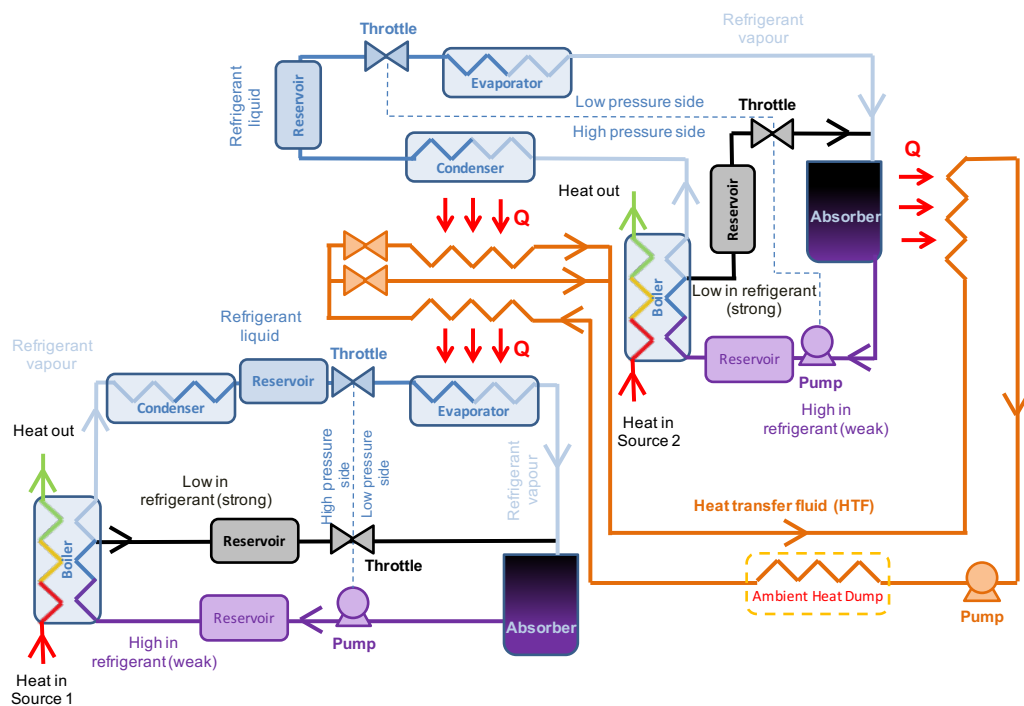 Throttle
Refrigerant
vapour
Evaporator
Refrigerant
liquid
Reservoir
Low pressure side
High pressure side
Throttle
Condenser
Heat out
Q
Q
Reservoir
Absorber
Boiler
Low in refrigerant
(strong)
Reservoir
Pump
High in
refrigerant (weak)
Heat in
Source 2
Refrigerant
liquid
Q
Refrigerant
vapour
Reservoir
Throttle
Condenser
Evaporator
Heat out
Low in
refrigerant (strong)
High pressure
side
Low pressure
side
Refrigerant
vapour
Heat transfer fluid (HTF)
Boiler
Reservoir
Throttle
Ambient Heat Dump
Pump
Reservoir
Pump
Absorber
High in
refrigerant (weak)
Heat in
Source 1